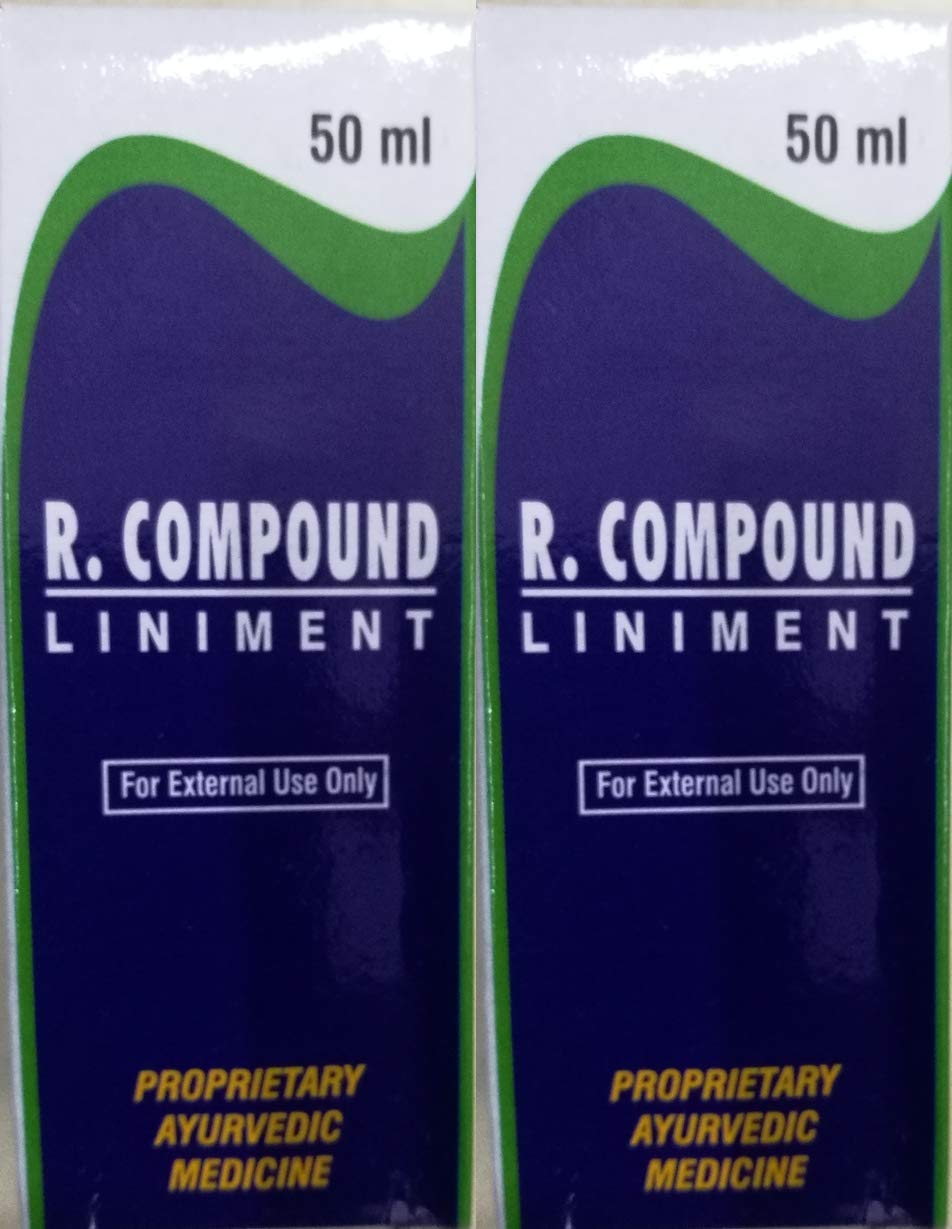 50 ml
R. COMPOUND
LINIMENT
For External Use Only
PROPRIETARY
AYURVEDIC
MEDICINE
50 ml
R. COMPOUND
LINIMENT
For External Use Only
PROPRIETARY
AYURVEDIC
MEDICINE